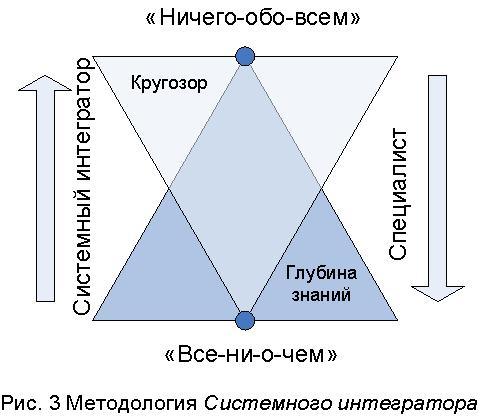 «Ничего-обо-всем»
Системный интегратор
Кругозор
Специалист
Глубина
знаний
«Все-ни-о-чем»
Рис. 3 Методология Системного интегратора